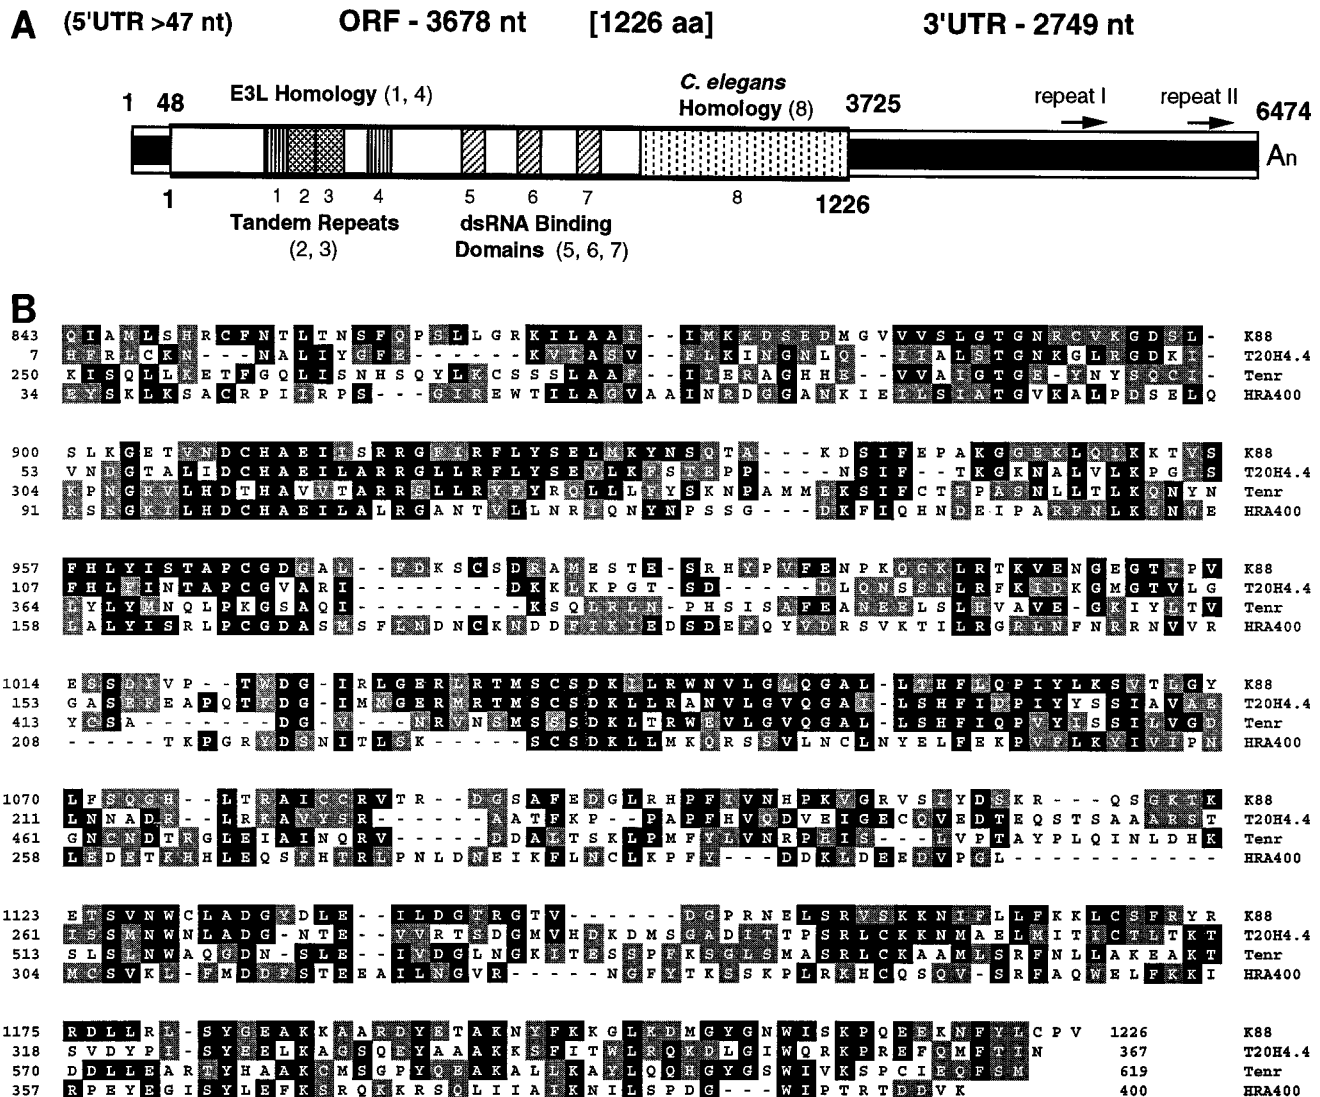 A (5'UTR >47 nt) ORF - 3678 nt [1226 aa] 3'UTR - 2749 nt
E3L Homology (1, 4)
C. elegans
Homology (8)
1 48 3725 repeat I repeat II 6474
An
1 1 2 3 4 5 6 7 8 1226
Tandem Repeats
(2, 3)
dsRNA Binding
Domains (5, 6, 7)
B
843 Q I A M L S H R C F N T L T N S F Q P S L L G R K I L A A I - - I M K K D S E D M G V V V S L G T G N R C V K G D S L - K88
7 H F R L C K N - - - N A L I Y G F E - - - - - - K V T A S V - - F L K I N G N L Q - I I A L S T G N K G L R G D K I - T20H4.4
250 K I S Q L L K E T F G Q L I S N H S Q Y L K C S S S L A A F - - I I E R A G H H E - V V A I G T G E - Y N Y S Q C I - Tenr
34 E Y S K L K S A C R P I I R P S - - - G I R E W T I L A G V A A I N R D G G A N K I E I L S I A T G V K A L P D S E L Q HRA400
900 S L K G E T V N D C H A E I I S R R G F I R F L Y S E L M K Y N S Q T A - - - K D S I F E P A K G G E K L Q I K K T V S K88
53 V N D G T A L I D C H A E I L A R R G L L R F L Y S E V L K F S T E P P - - - N S I F - - T K G K N A L V L K P G I S T20H4.4
304 K P N G R V L H D T H A V V T A R R S L L R Y F Y R Q L L L F Y S K N P A M M E K S I F C T E P A S N L L T L K Q N Y N Tenr
91 R S E G K I L H D C H A E I L A L R G A N T V L L N R I Q N Y N P S S G - - - D K F I Q H N D E I P A R F N L K E N W E HRA400
957 F H L Y I S T A P C G D G A L - - F D K S C S D R A M E S T E - S R H Y P V F E N P K Q G K L R T K V E N G E G T I P V K88
107 F H L F I N T A P C G V A R I - - - - - - - - D K K L K P G T - S D - - - - - D L Q N S S R L R F K I D K G M G T V L G T20H4.4
364 L Y L Y M N Q L P K G S A Q I - - - - - - - - - K S Q L R L N - P H S I S A F E A N E E L S L H V A V E - G K I Y L T V Tenr
158 L A L Y I S R L P C G D A S M S F L N D N C K N D D F I K I E D S D E F Q Y V D R S V K T I L R G R L N F N R R N V V R HRA400
1014 E S S D I V P - - T W D G - I R L G E R L R T M S C S D K I L R W N V L G L Q G A L - L T H F L Q P I Y L K S V T L G Y K88
153 G A S E F E A P Q T F D G - I M M G E R M R T M S C S D K L L R A N V L G V Q G A I - L S H F I D P I Y Y S S I A V A E T20H4.4
413 Y C S A - - - - - - - D G - V - - - N R V N S M S S S D K L T R W E V L G V Q G A L - L S H F I Q P V Y I S S I L V G D Tenr
208 - - - - - T K P G R Y D S N I T L S K - - - - - S C S D K L L M K Q R S S V L N C L N Y E L F E K P V F L K Y I V I P N HRA400
1070 L F S Q G H - - L T R A I C C R V T R - - D G S A F E D G L R H P F I V N H P K V G R V S I Y D S K R - - - Q S G K T K K88
211 L N N A D R - - L R K A V Y S R - - - - - A A T F K P - - P A P F H V Q D V E I G E C Q V E D T E Q S T S A A A R S T T20H4.4
461 G N C N D T R G L E I A I N Q R V - - - - D D A L T S K L P M F Y L V N R P H I S - - - L V P T A Y P L Q I N L D H K Tenr
258 L E D E T K H H L E Q S F H T R L P N L D N E I K F L N C L K P F Y - - - D D K L D E E D V P G L - - - - - - - - - - - HRA400
1123 E T S V N W C L A D G Y D L E - - I L D G T R G T V - - - - - - D G P R N E L S R V S K K N I F L L F K K L C S F R Y R K88
261 I S S M N W N L A D G - N T E - - V V R T S D G M V H D K D M S G A D I T T P S R L C K K N M A E L M I T I C T L T K T T20H4.4
513 S L S L N W A Q G D N - S L E - - I V D G L N G K I T E S S P F K S G L S M A S R L C K A A M L S R F N L L A K E A K T Tenr
304 M C S V K L - F M D D F S T E E A I L N G V R - - - - - N G F Y T K S S K P L R K H C Q S Q V - S R F A Q W E L F K K I HRA400
1175 R D L L R L - S Y G E A K K A A R D Y E T A K N Y F K K G L K D M G Y G N W I S K P Q E E K N F Y L C P V 1226 K88
318 S V D Y P I - S Y E E L K A G S Q E Y A A A K K S F I T W L R Q K D L G I W Q R K P R E F Q M F T I N 367 T20H4.4
570 D D L L E A R T Y H A A K C M S G P Y Q E A K A L L K A Y L Q Q H G Y G S W I V K S P C I E Q F S M 619 Tenr
357 R P E Y E G I S Y L E F K S R Q K K R S Q L I I A I K N I L S P D G - - - W I P T R T D D V K 400 HRA400